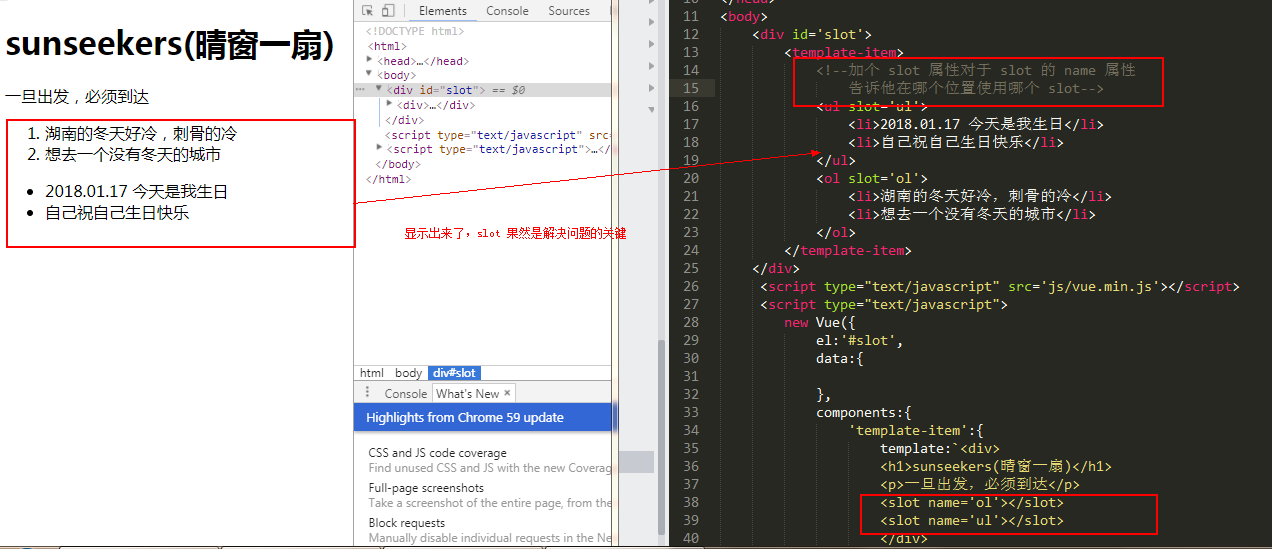 sunseekers(晴窗一扇)
一旦出发，必须到达
1. 湖南的冬天好冷，刺骨的冷
2. 想去一个没有冬天的城市
• 2018.01.17 今天是我生日
• 自己祝自己生日快乐
Elements Console Sources
<!DOCTYPE html>
<html>
<head>…</head>
<body>
<div id="slot"> == $0
<div>…</div>
</div>
<script type="text/javascript" src=
<script type="text/javascript">…</
</body>
</html>
显示出来了，slot 果然是解决问题的关键
html body div#slot
Console What's New ×
Highlights from Chrome 59 update
CSS and JS code coverage
Find unused CSS and JS with the new Coverag
Full-page screenshots
Take a screenshot of the entire page, from the
Block requests
Manually disable individual requests in the Ne
10 </head>
11 <body>
12 <div id='slot'>
13 <template-item>
14 <!--加个 slot 属性对于 slot 的 name 属性
15 告诉他在哪个位置使用哪个 slot-->
16 <ul slot='ul'>
17 <li>2018.01.17 今天是我生日</li>
18 <li>自己祝自己生日快乐</li>
19 </ul>
20 <ol slot='ol'>
21 <li>湖南的冬天好冷，刺骨的冷</li>
22 <li>想去一个没有冬天的城市</li>
23 </ol>
24 </template-item>
25 </div>
26 <script type="text/javascript" src='js/vue.min.js'></script>
27 <script type="text/javascript">
28 new Vue({
29 el:'#slot',
30 data:{
31
32 },
33 components:{
34 'template-item':{
35 template:`<div>
36 <h1>sunseekers(晴窗一扇)</h1>
37 <p>一旦出发，必须到达</p>
38 <slot name='ol'></slot>
39 <slot name='ul'></slot>
40 </div>